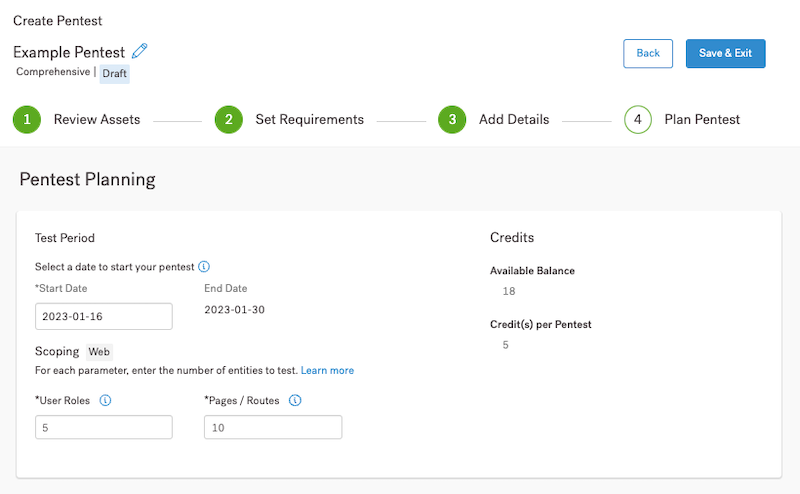 Create Pentest
Example Pentest
Comprehensive | Draft
Back
Save & Exit
1 Review Assets
2 Set Requirements
3 Add Details
4 Plan Pentest
Pentest Planning
Test Period
Select a date to start your pentest
*Start Date
End Date
2023-01-16
2023-01-30
Scoping Web
For each parameter, enter the number of entities to test. Learn more
*User Roles
*Pages / Routes
5
10
Credits
Available Balance
18
Credit(s) per Pentest
5